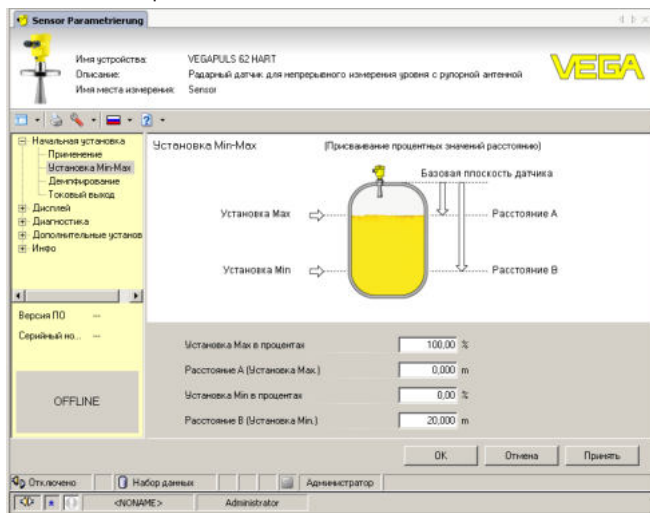 Sensor Parametrierung
Имя устройства: VEGAPULS 62 HART
Описание: Радарный датчик для непрерывного измерения уровня с рупорной антенной
Имя места измерения: Sensor
VEGA
Начальная установка
Применение
Установка Min-Max
Демпфирование
Токовый выход
Дисплей
Диагностика
Дополнительные установ
Инфо
Версия ПО ---
Серийный но... ---
OFFLINE
Установка Min-Max (Присваивание процентных значений расстоянию)
Базовая плоскость датчика
Установка Max Расстояние A
Установка Min Расстояние B
Установка Max в процентах 100,00 %
Расстояние A (Установка Max.) 0,000 m
Установка Min в процентах 0,00 %
Расстояние B (Установка Min.) 20,000 m
OK Отмена Принять
Отключено Набор данных Администратор
<NONAME> Administrator